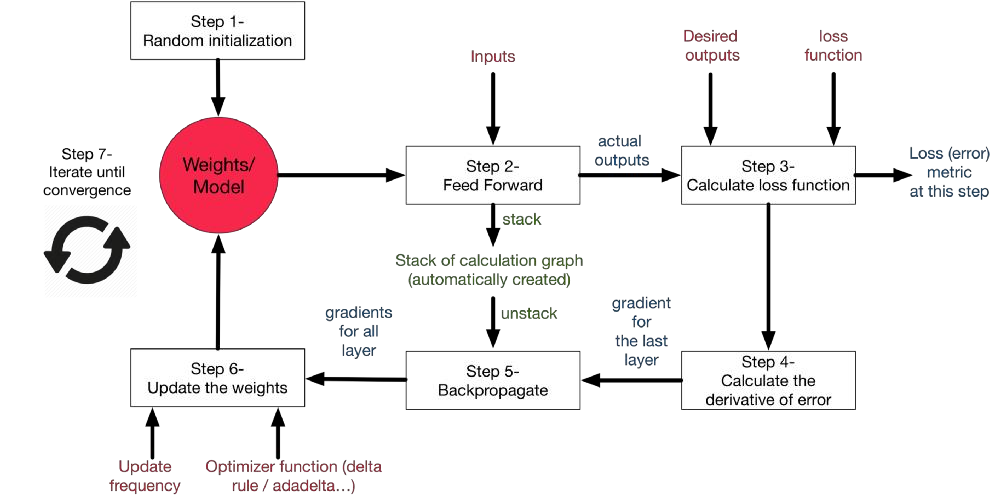 Step 1-
Random initialization
Inputs
Desired
outputs
loss
function
Step 7-
Iterate until
convergence
Weights/
Model
Step 2-
Feed Forward
actual
outputs
Step 3-
Calculate loss function
Loss (error)
metric
at this step
stack
Stack of calculation graph
(automatically created)
unstack
gradients
for all
layer
gradient
for
the last
layer
Step 6-
Update the weights
Step 5-
Backpropagate
Step 4-
Calculate the
derivative of error
Update
frequency
Optimizer function (delta
rule / adadelta...)